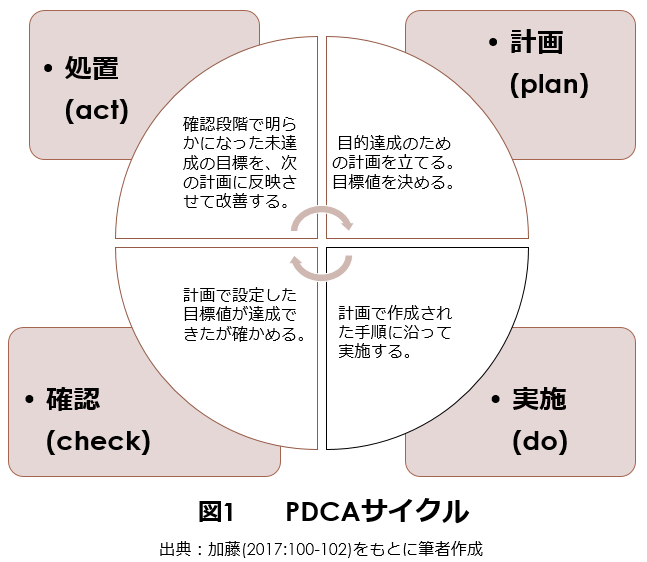 • 処置
(act)
確認段階で明ら
かになった未達
成の目標を、次
の計画に反映さ
せて改善する。
• 計画
(plan)
目的達成のため
の計画を立てる。
目標値を決める。
計画で設定した
目標値が達成で
きたが確かめる。
• 確認
(check)
計画で作成され
た手順に沿って
実施する。
• 実施
(do)
図1 PDCAサイクル
出典：加藤(2017:100-102)をもとに筆者作成